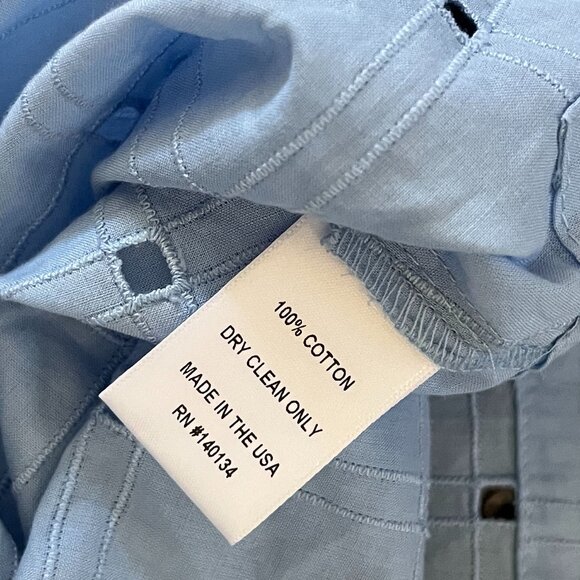 100% COTTON
DRY CLEAN ONLY
MADE IN THE USA
RN #140134